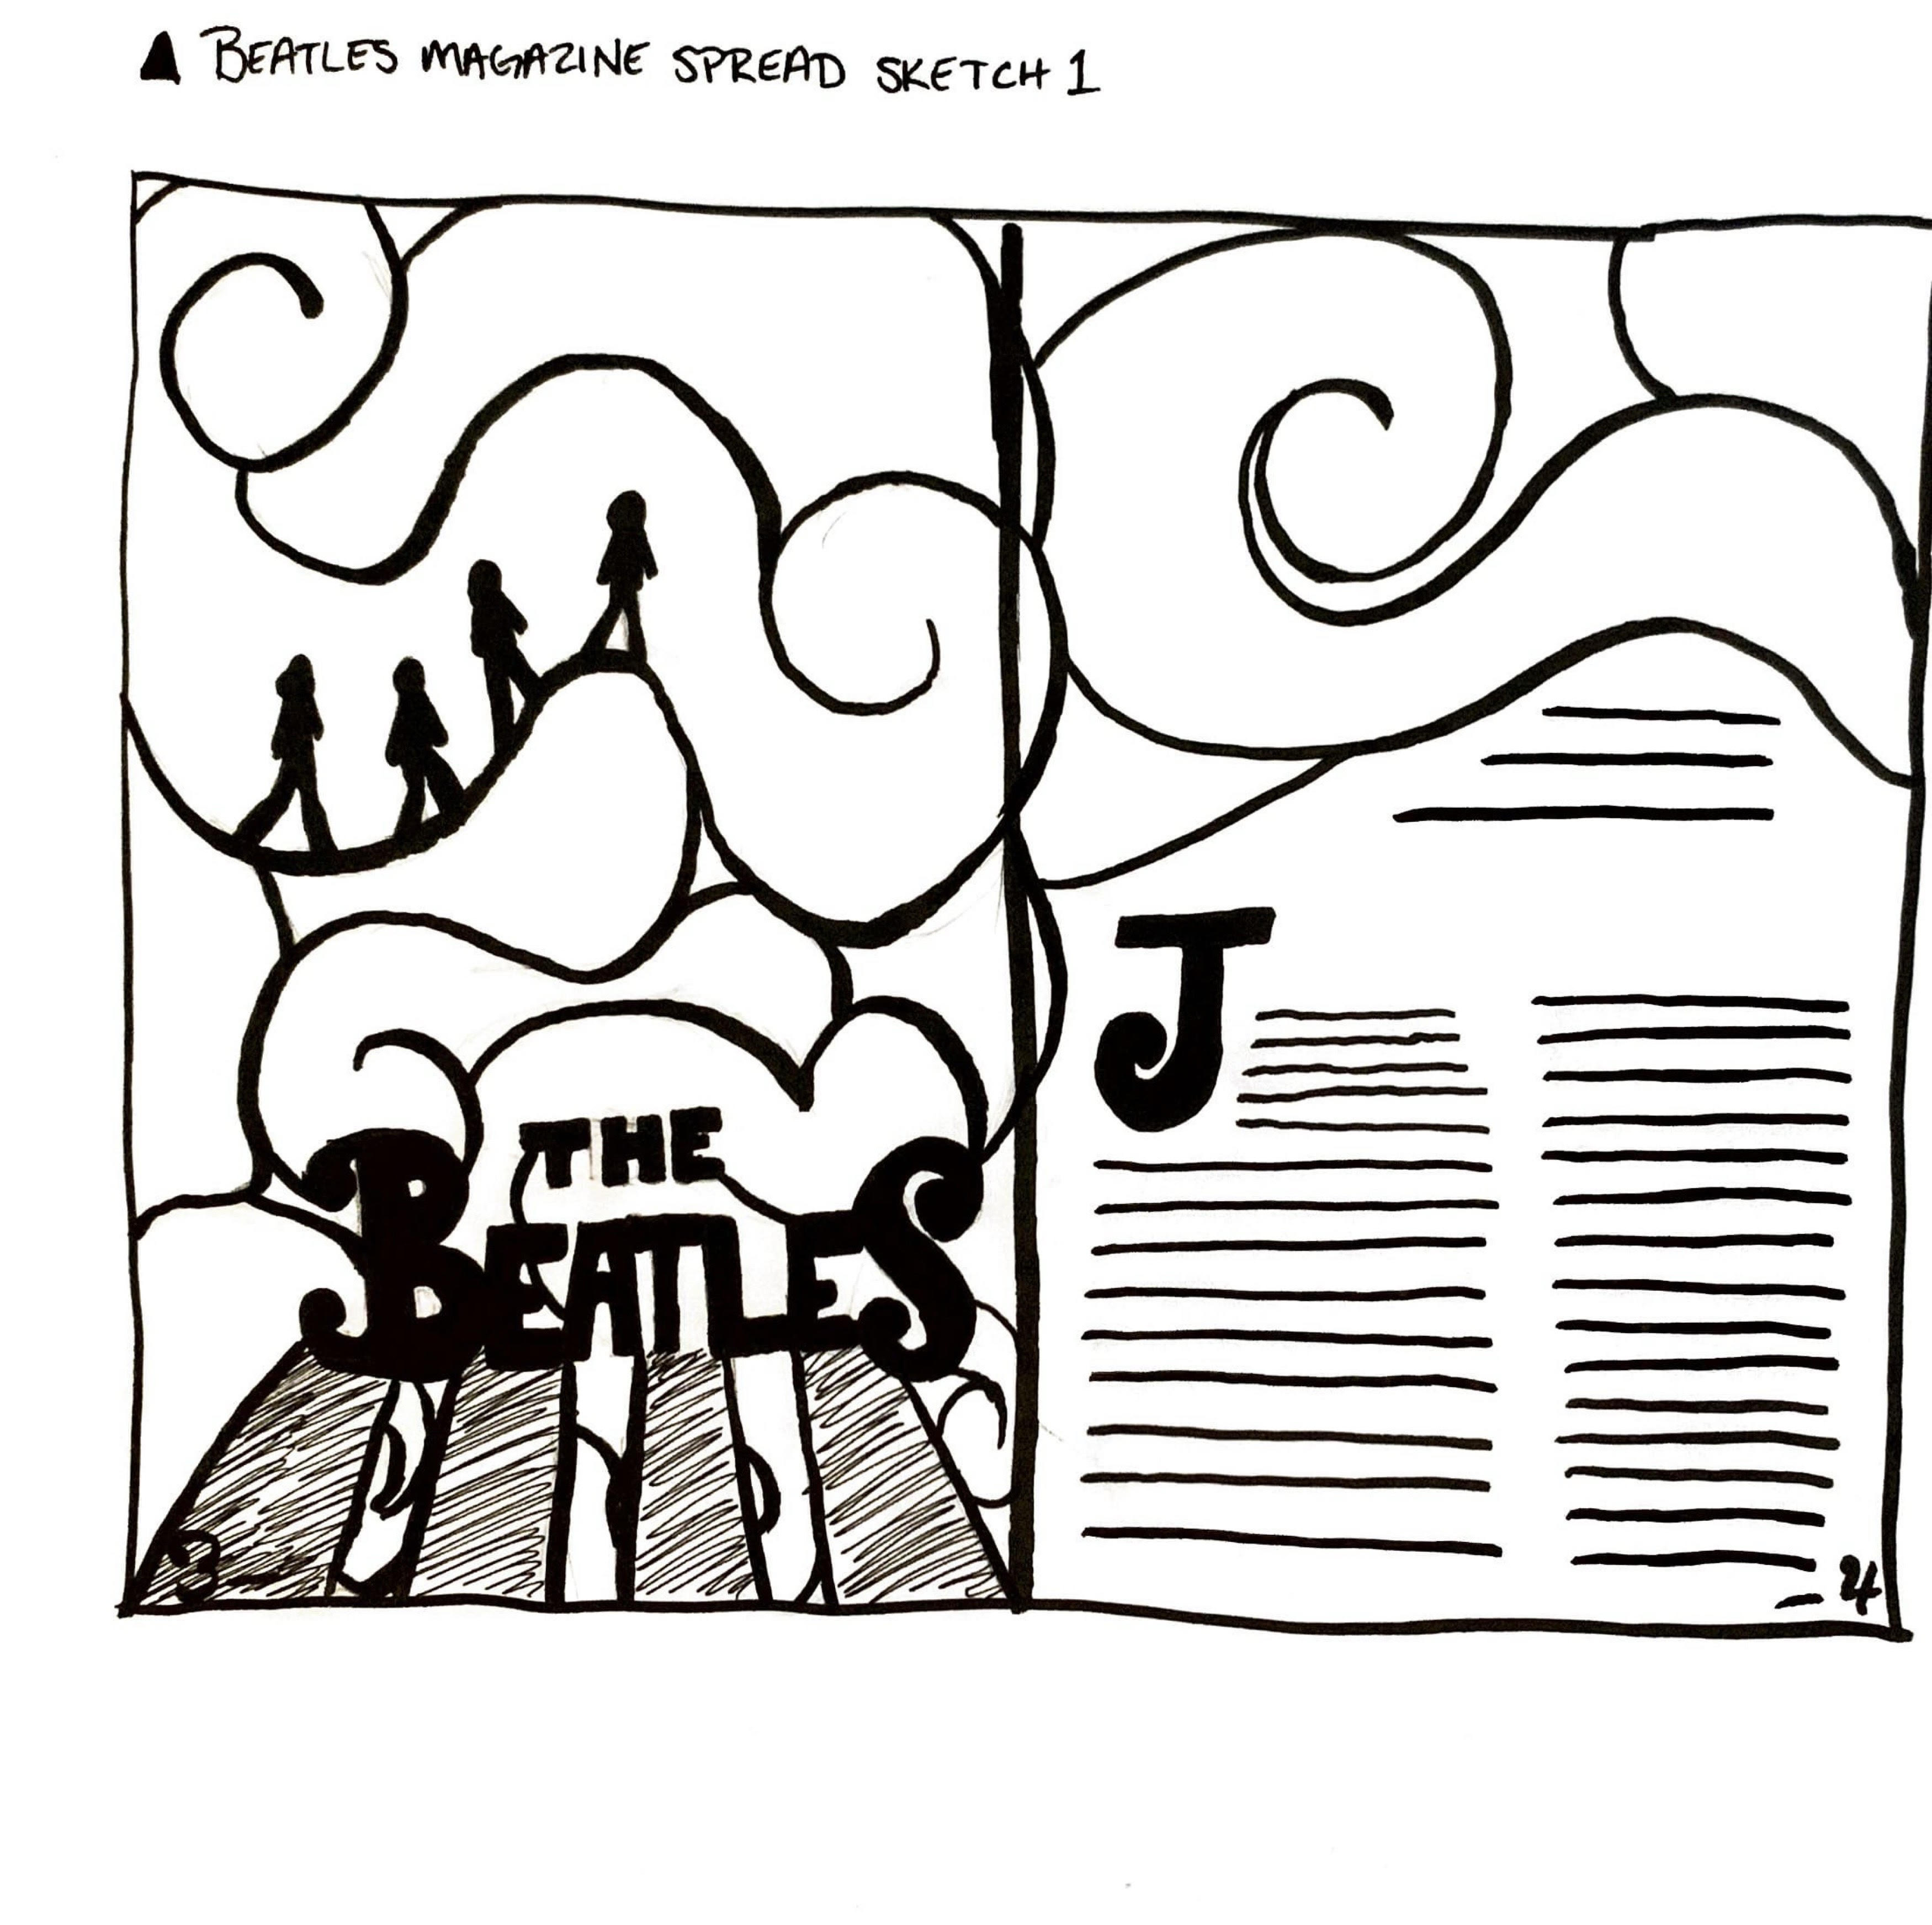 ▲ BEATLES MAGAZINE SPREAD SKETCH 1
THE
BEATLES
J
3
4